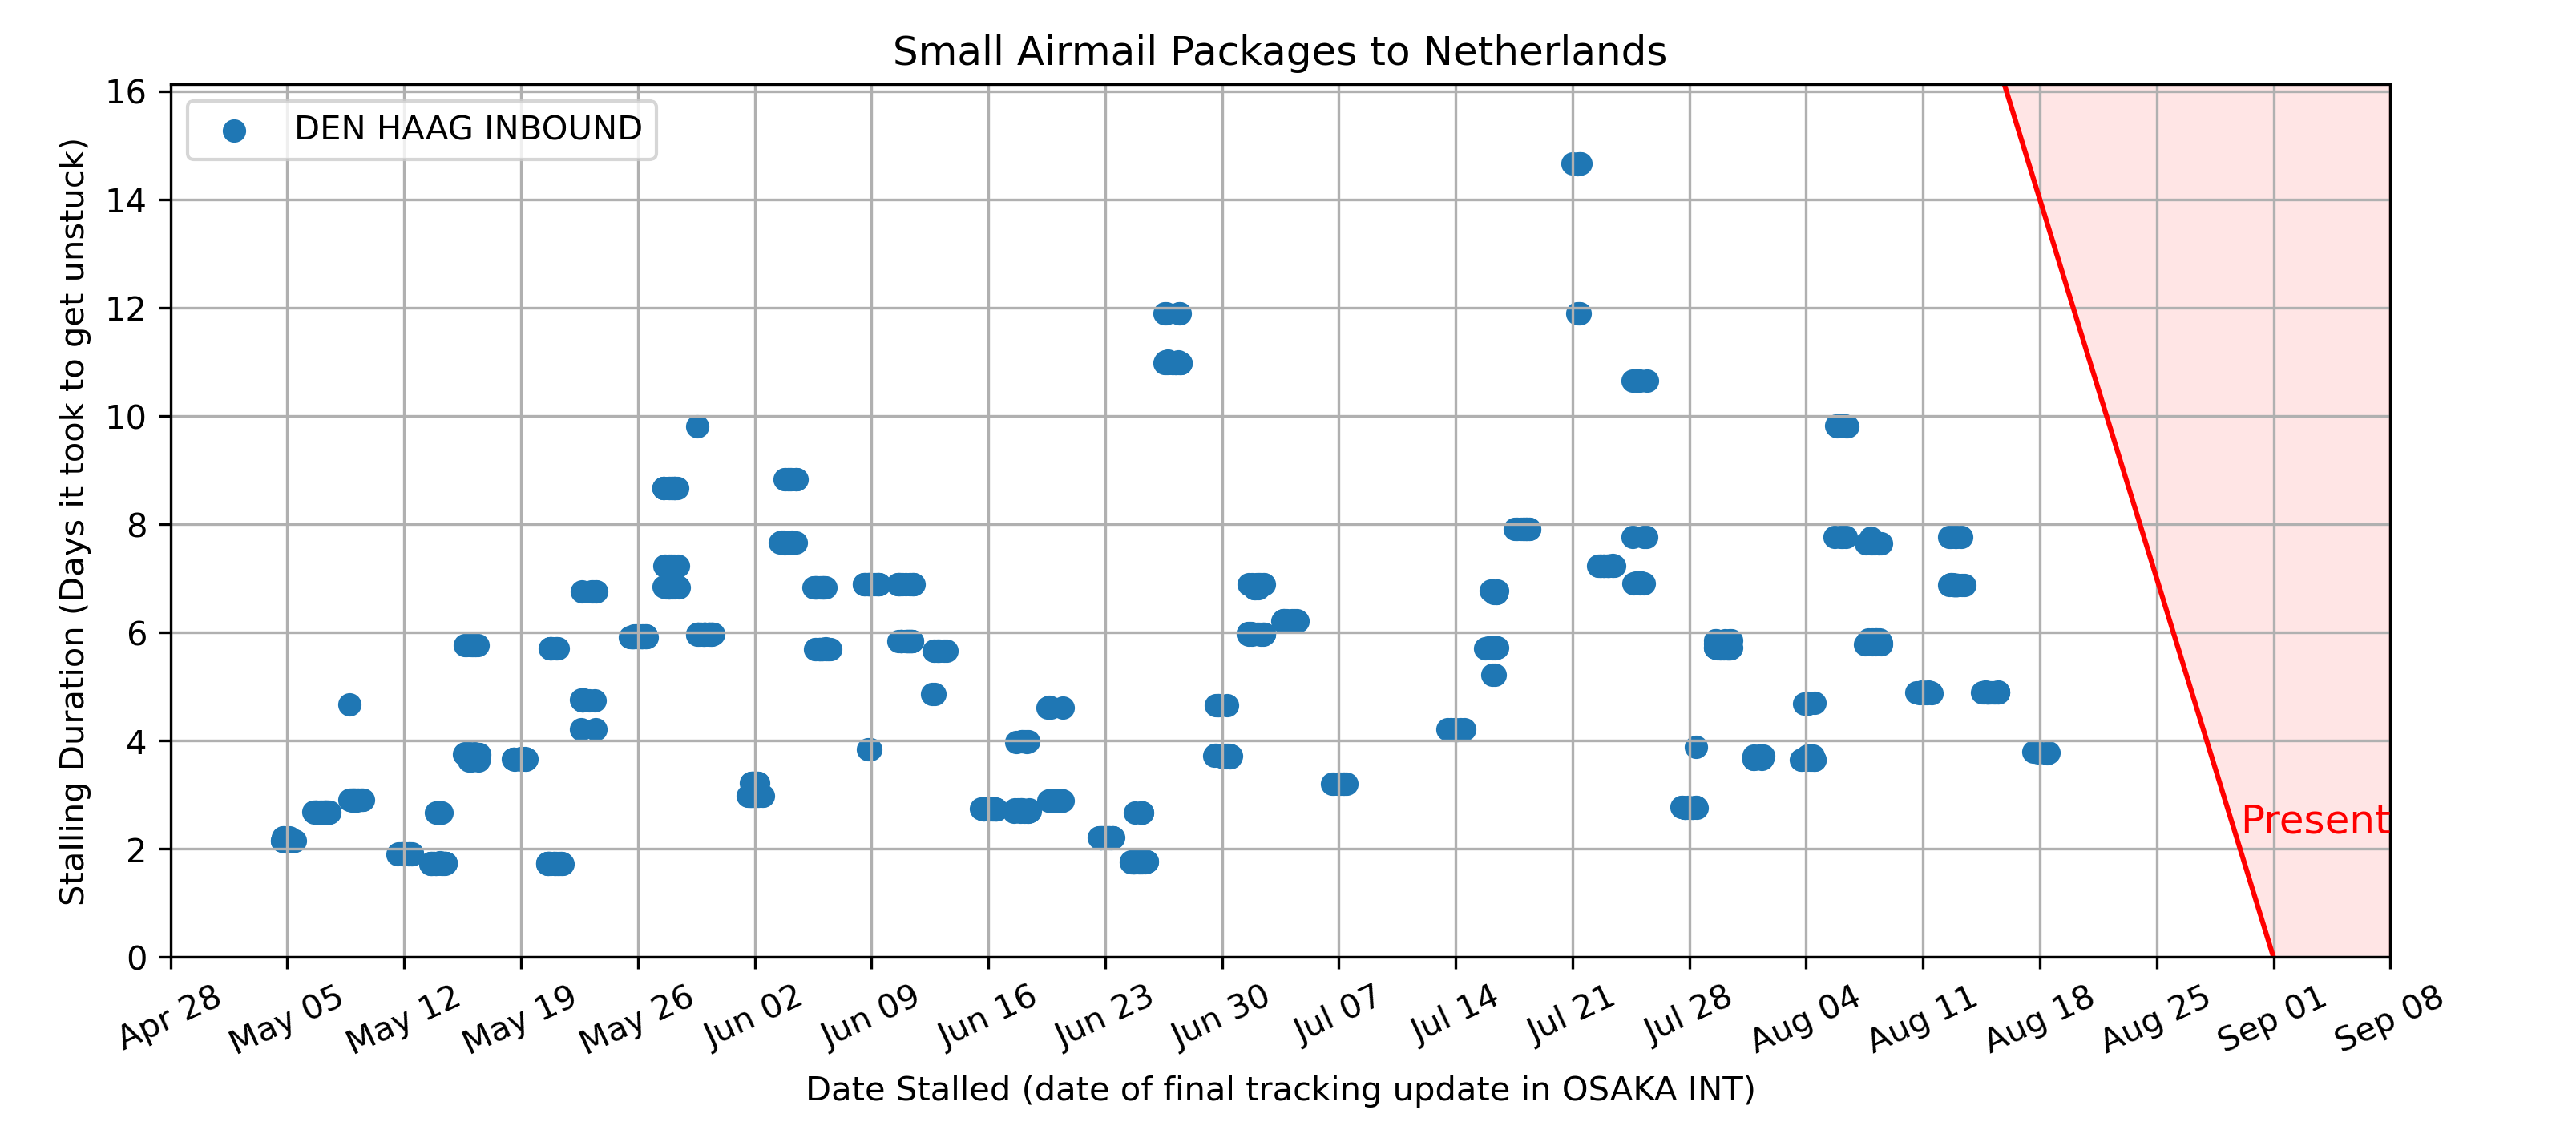 Small Airmail Packages to Netherlands
DEN HAAG INBOUND
Stalling Duration (Days it took to get unstuck)
16
14
12
10
8
6
4
2
0
Present
Apr 28
May 05
May 12
May 19
May 26
Jun 02
Jun 09
Jun 16
Jun 23
Jun 30
Jul 07
Jul 14
Jul 21
Jul 28
Aug 04
Aug 11
Aug 18
Aug 25
Sep 01
Sep 08
Date Stalled (date of final tracking update in OSAKA INT)